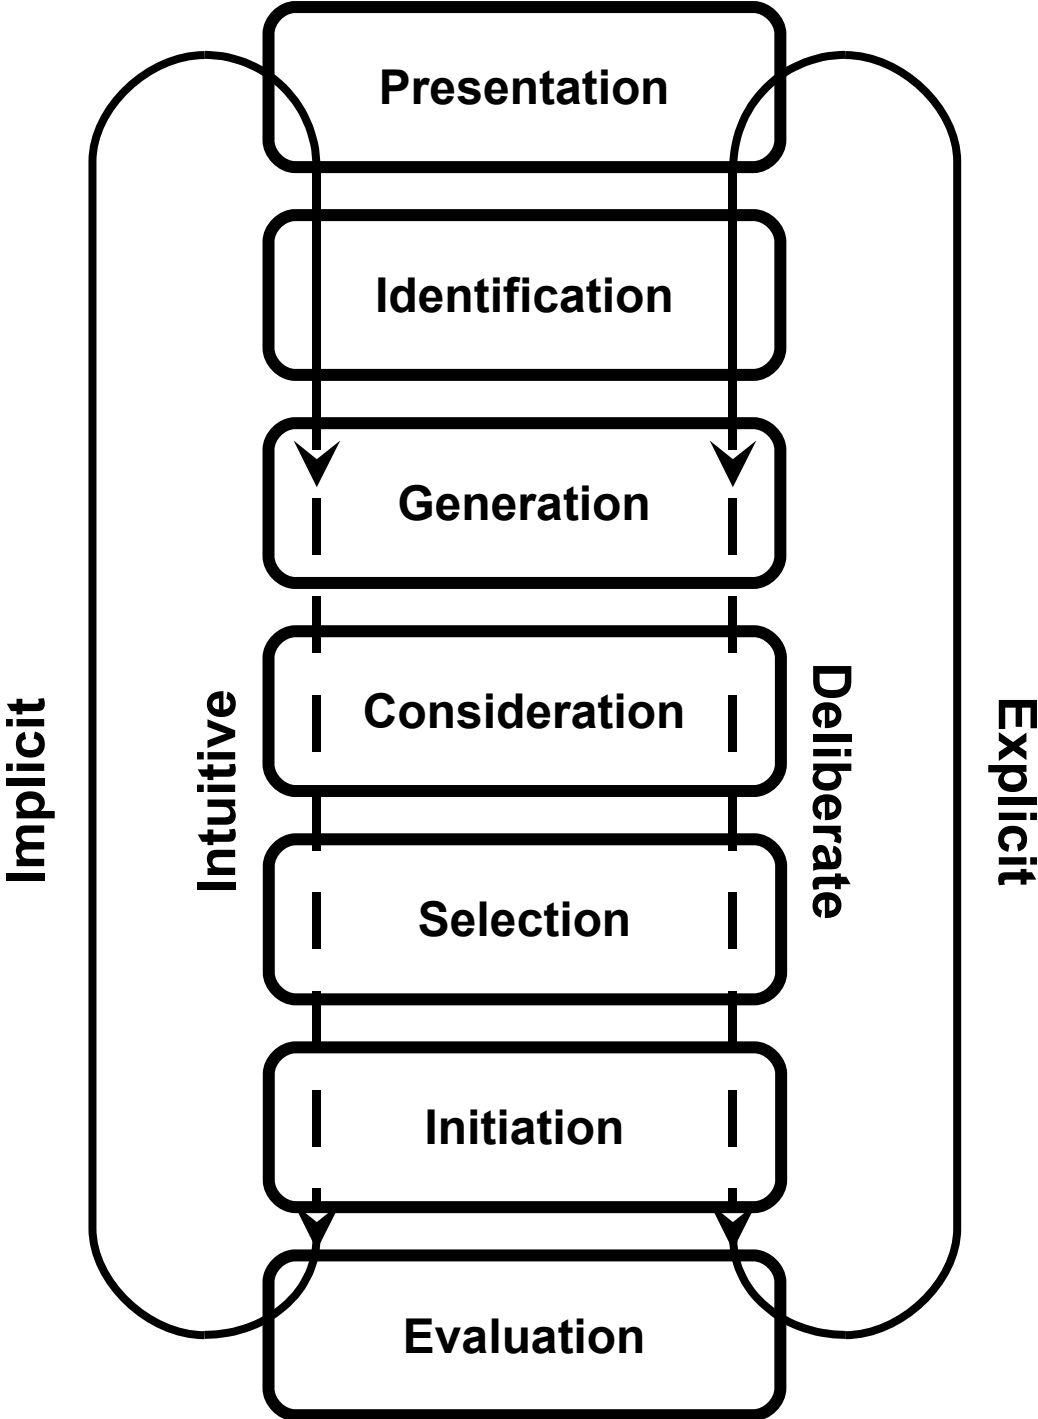 Presentation
Identification
Generation
Consideration
Selection
Initiation
Evaluation
Implicit
Intuitive
Deliberate
Explicit